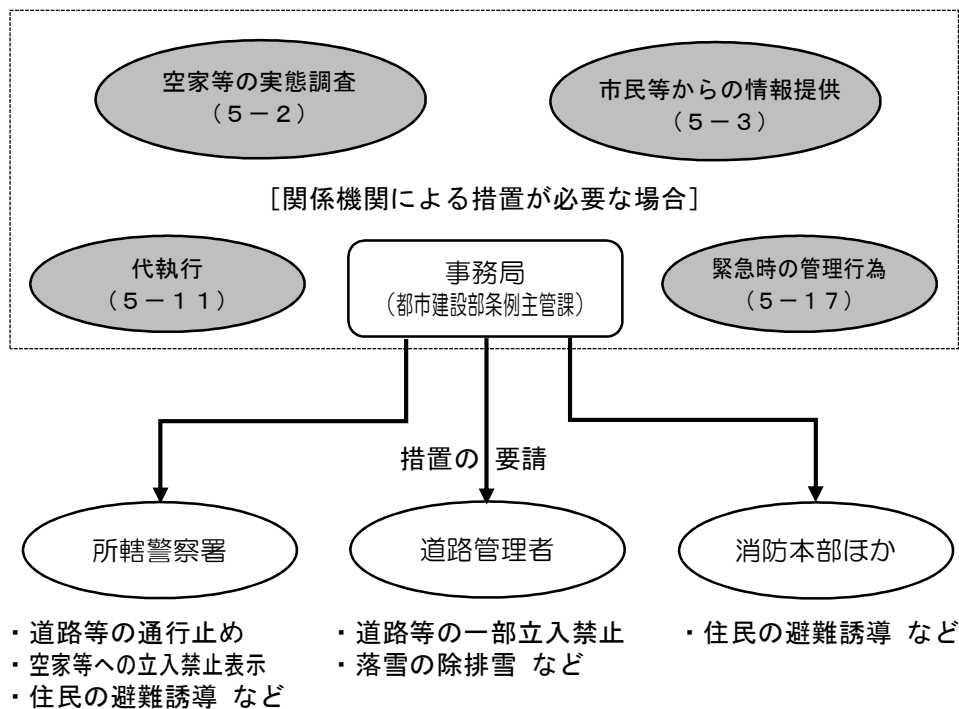 空家等の実態調査
（５－２）
市民等からの情報提供
（５－３）
［関係機関による措置が必要な場合］
代執行
（５－１１）
事務局
（都市建設部条例主管課）
緊急時の管理行為
（５－１７）
措置の 要請
所轄警察署
道路管理者
消防本部ほか
・道路等の通行止め
・空家等への立入禁止表示
・住民の避難誘導 など
・道路等の一部立入禁止
・落雪の除排雪 など
・住民の避難誘導 など